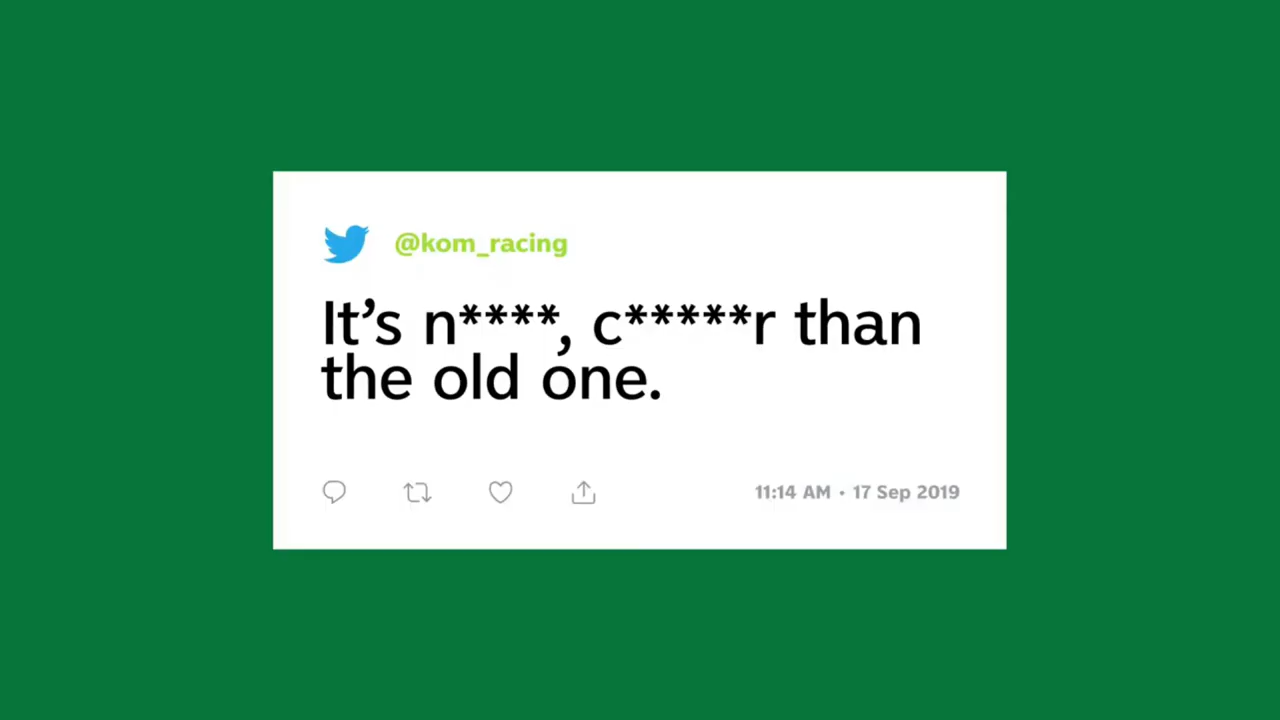 @kom_racing
It’s n****, c*****r than
the old one.
11:14 AM • 17 Sep 2019